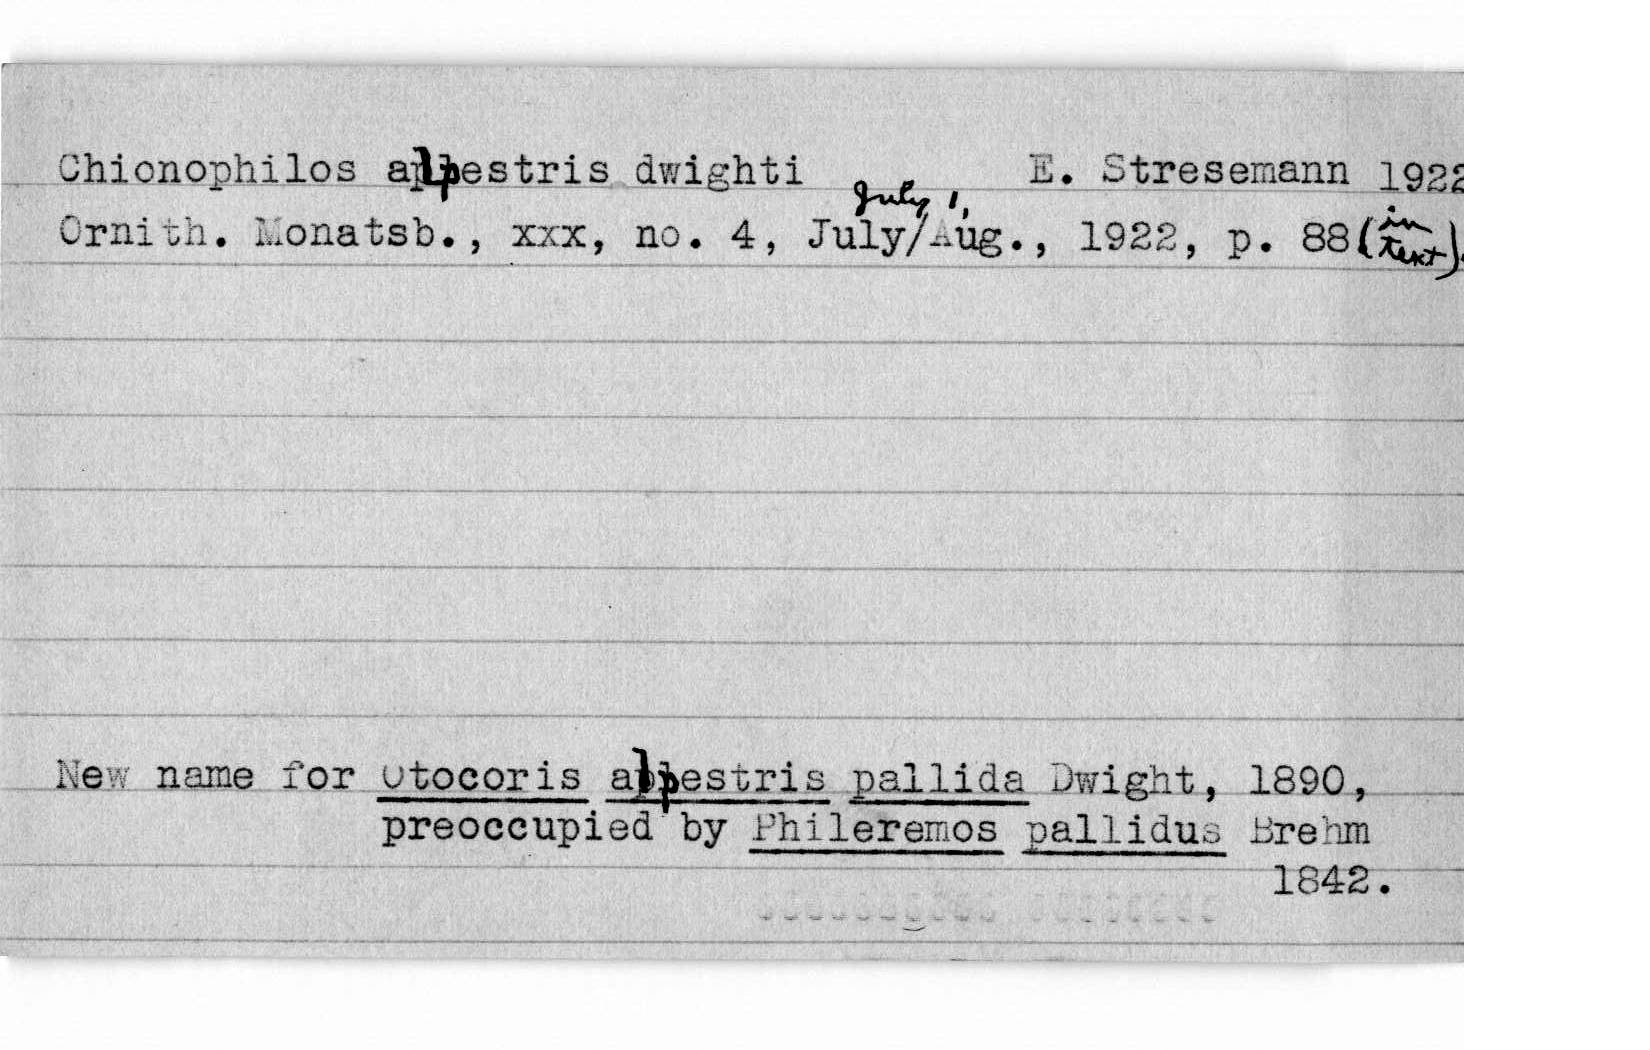 Chionophilos alpestris dwighti E. Stresemann 1922
July 1,
Ornith. Monatsb., xxx, no. 4, July/Aug., 1922, p. 88 (in text).
New name for Otocoris alpestris pallida Dwight, 1890,
preoccupied by Phileremos pallidus Brehm
1842.